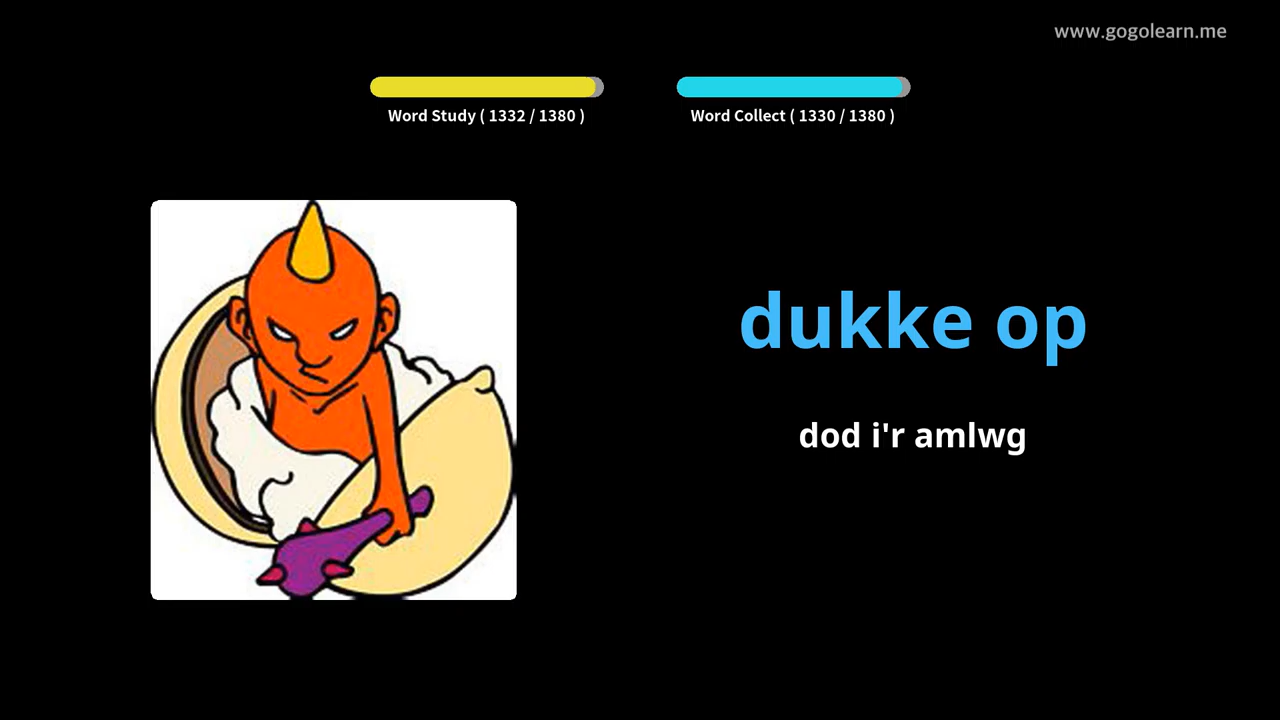 www.gogolearn.me
Word Study ( 1332 / 1380 )
Word Collect ( 1330 / 1380 )
dukke op
dod i'r amlwg